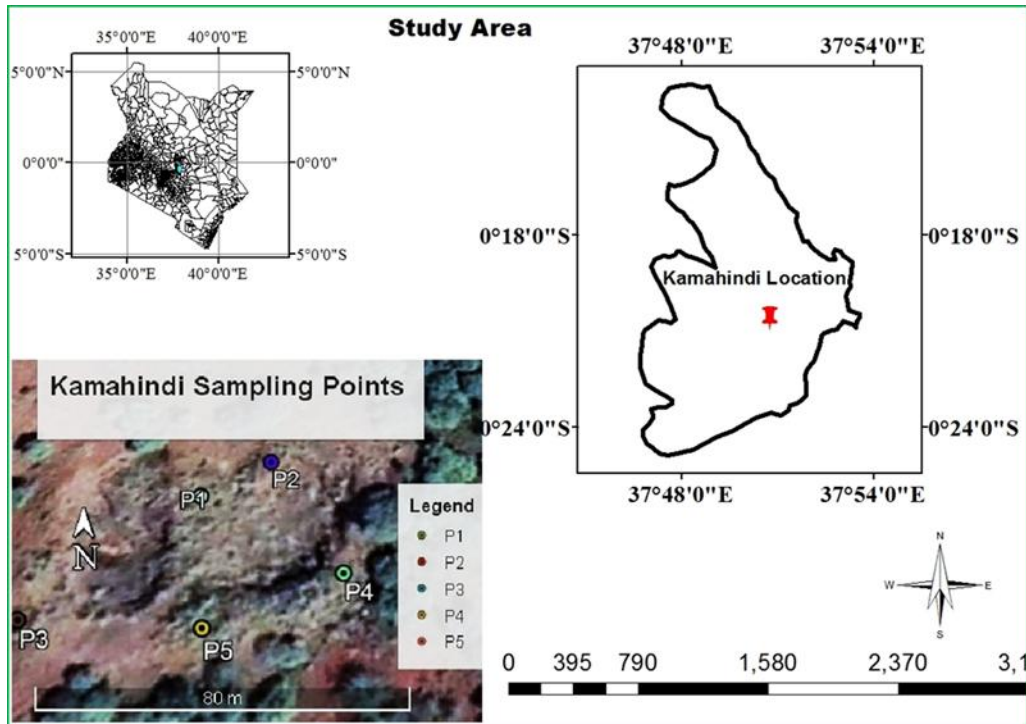 Study Area
35°0'0"E 40°0'0"E
5°0'0"N 5°0'0"N
0°0'0" 0°0'0"
5°0'0"S 5°0'0"S
35°0'0"E 40°0'0"E
37°48'0"E 37°54'0"E
0°18'0"S 0°18'0"S
Kamahindi Location
0°24'0"S 0°24'0"S
37°48'0"E 37°54'0"E
Kamahindi Sampling Points
P2
P1
N
P4
P3
P5
80 m
Legend
P1
P2
P3
P4
P5
N
W E
S
0 395 790 1,580 2,370 3,1